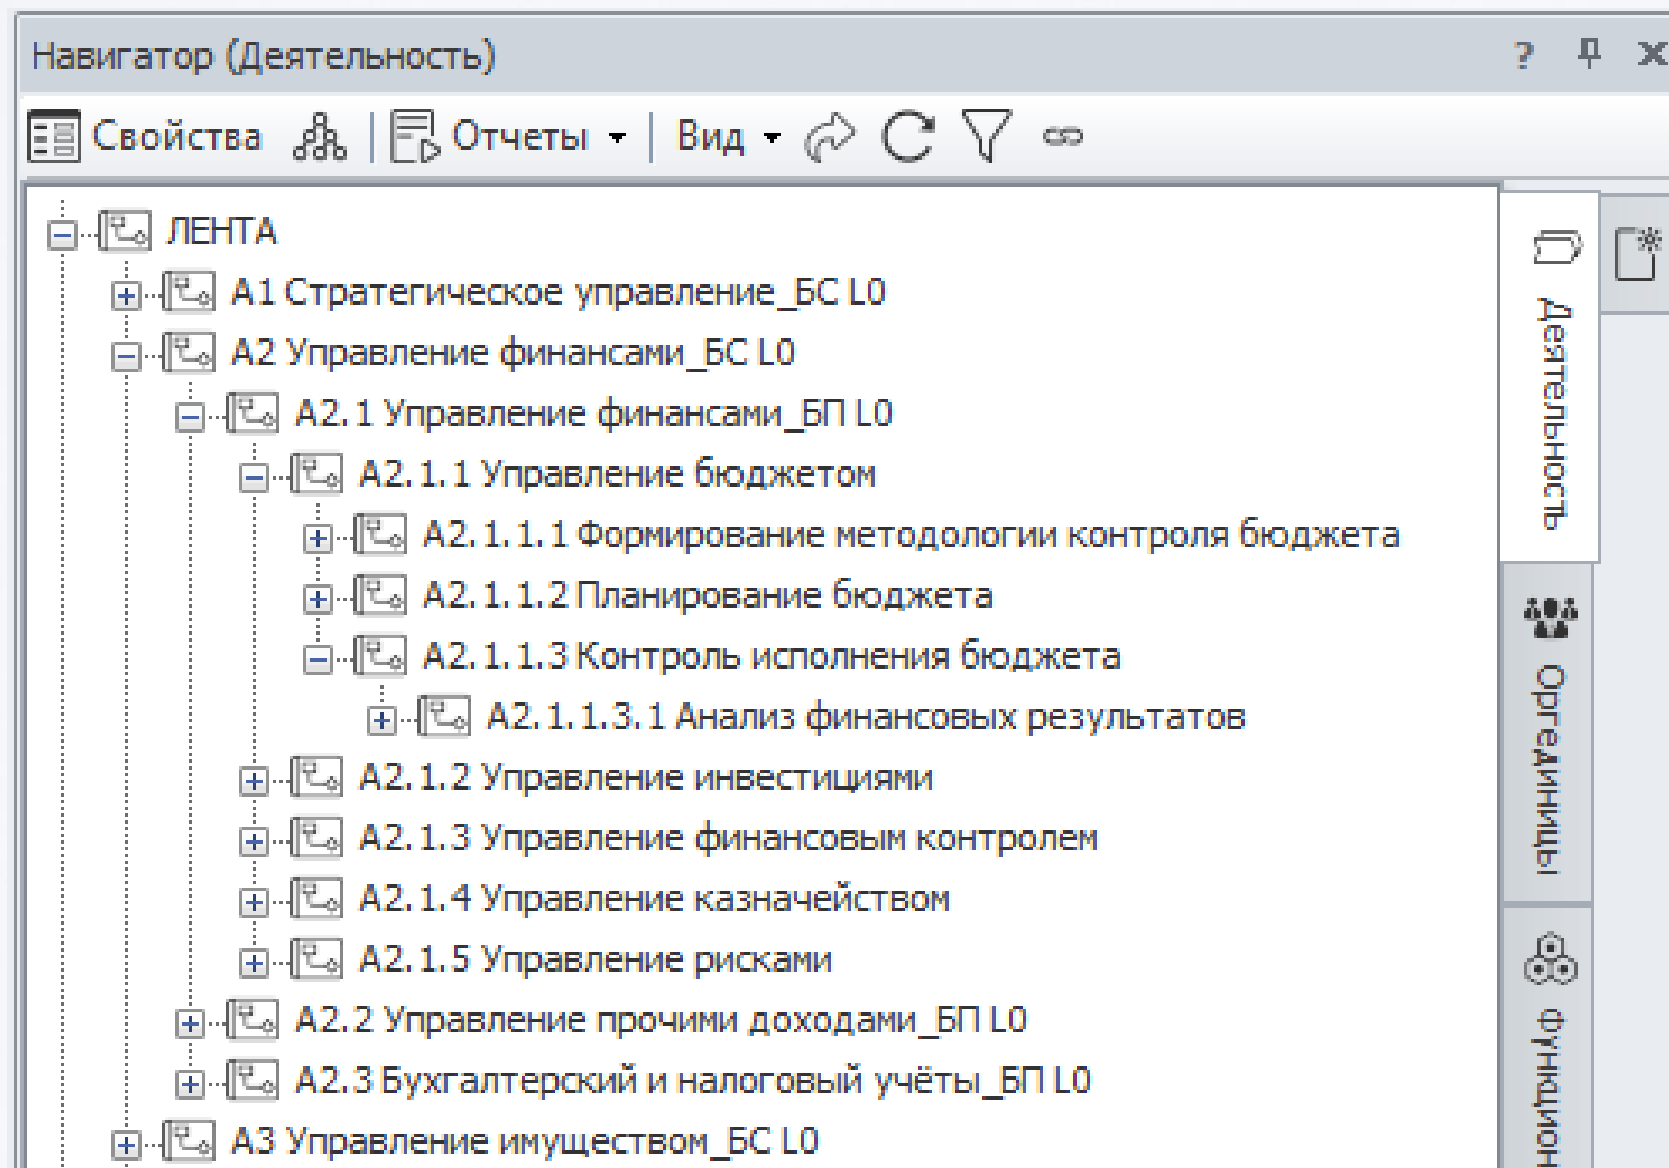 Навигатор (Деятельность)
Свойства Отчеты Вид
ЛЕНТА
А1 Стратегическое управление_БС L0
А2 Управление финансами_БС L0
А2.1 Управление финансами_БП L0
А2.1.1 Управление бюджетом
А2.1.1.1 Формирование методологии контроля бюджета
А2.1.1.2 Планирование бюджета
А2.1.1.3 Контроль исполнения бюджета
А2.1.1.3.1 Анализ финансовых результатов
А2.1.2 Управление инвестициями
А2.1.3 Управление финансовым контролем
А2.1.4 Управление казначейством
А2.1.5 Управление рисками
А2.2 Управление прочими доходами_БП L0
А2.3 Бухгалтерский и налоговый учёты_БП L0
А3 Управление имуществом_БС L0
Деятельность
Оргединицы
Функцион